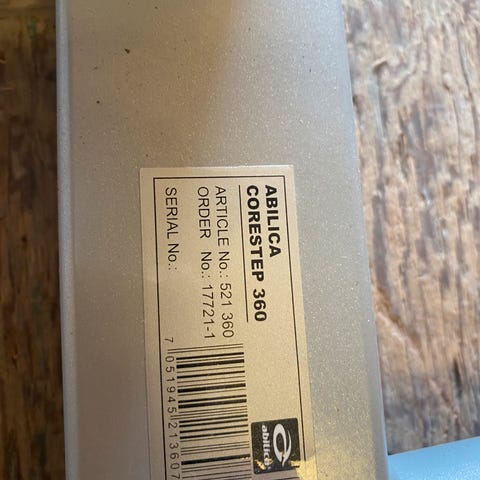 ABILICA
CORESTEP 360
ARTICLE No.: 521 360
ORDER No.: 17721-1
SERIAL No.:
7 051945 213607
abilica